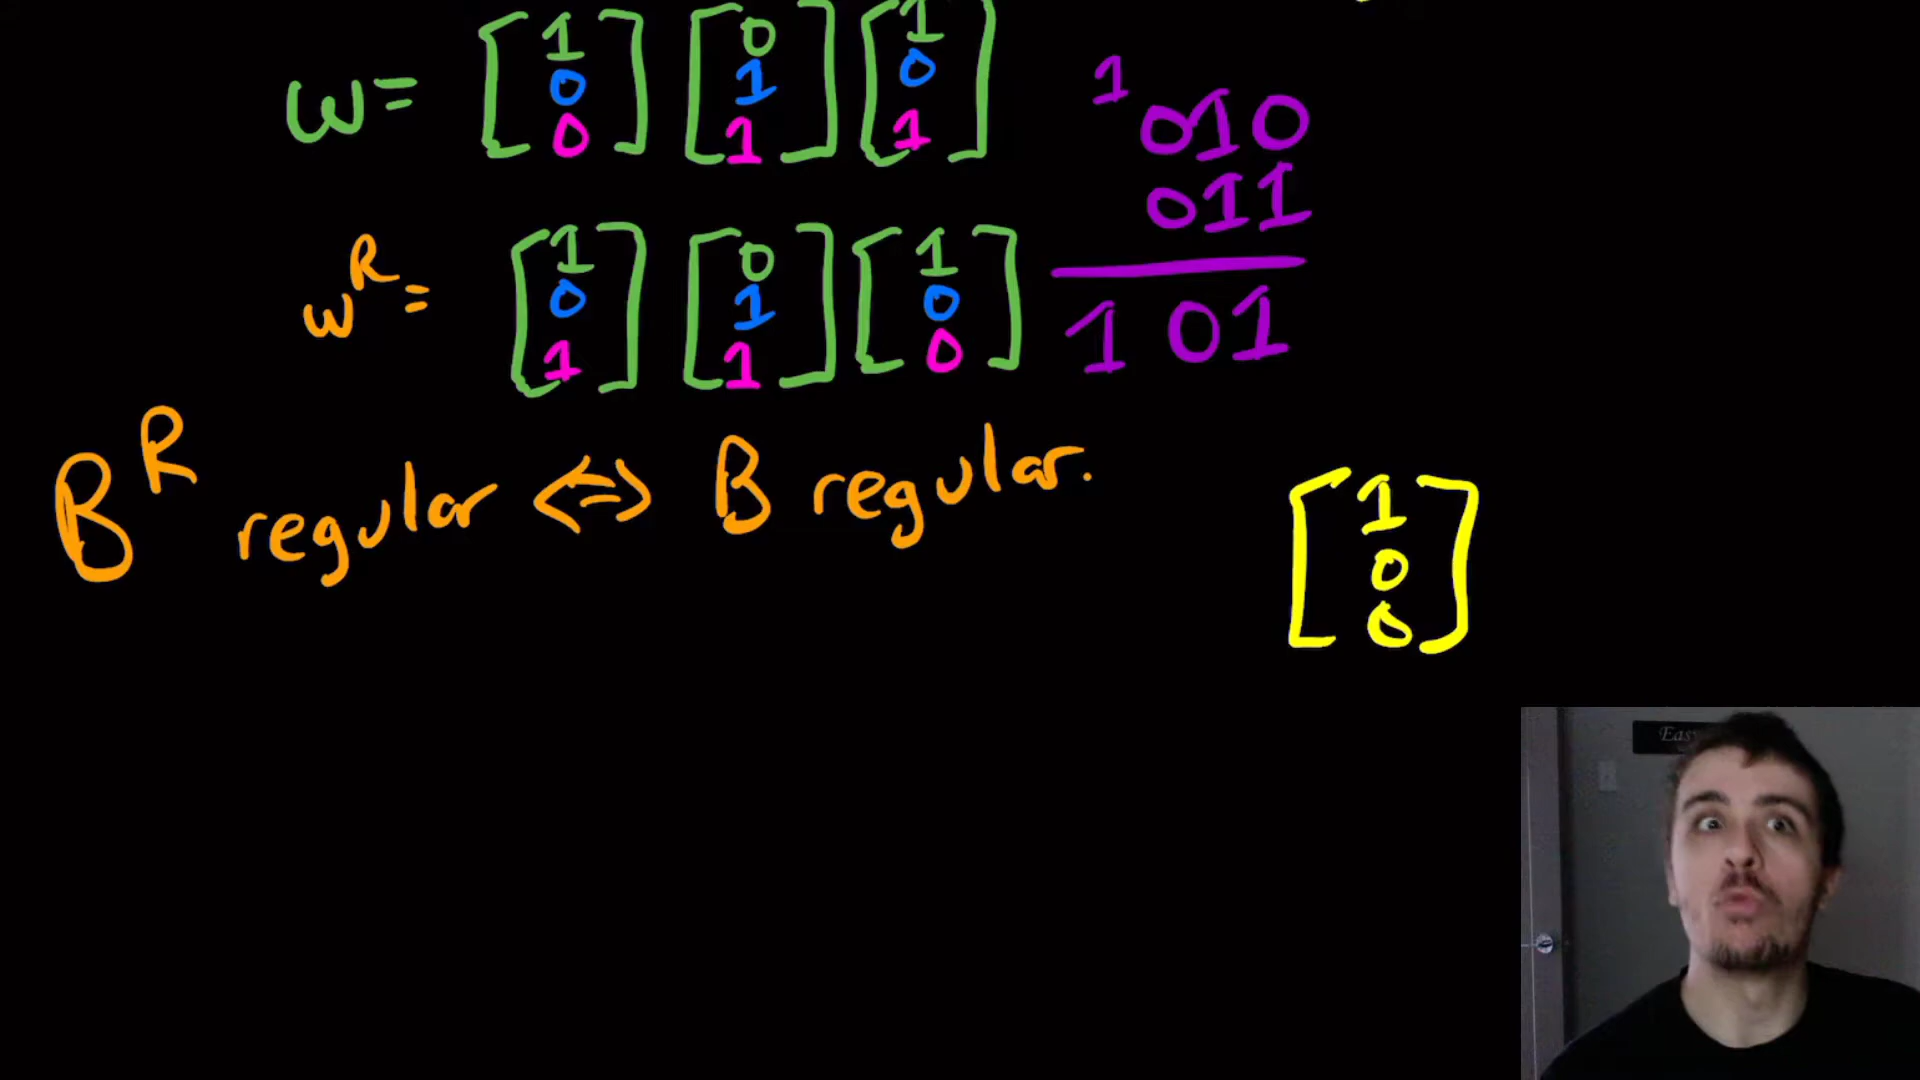 w= [1 0 0] [0 1 1] [1 0 1]
1
010
011
101
w^R= [1 0 1] [0 1 1] [1 0 0]
B^R regular <=> B regular.
[1 0 0]
Easy